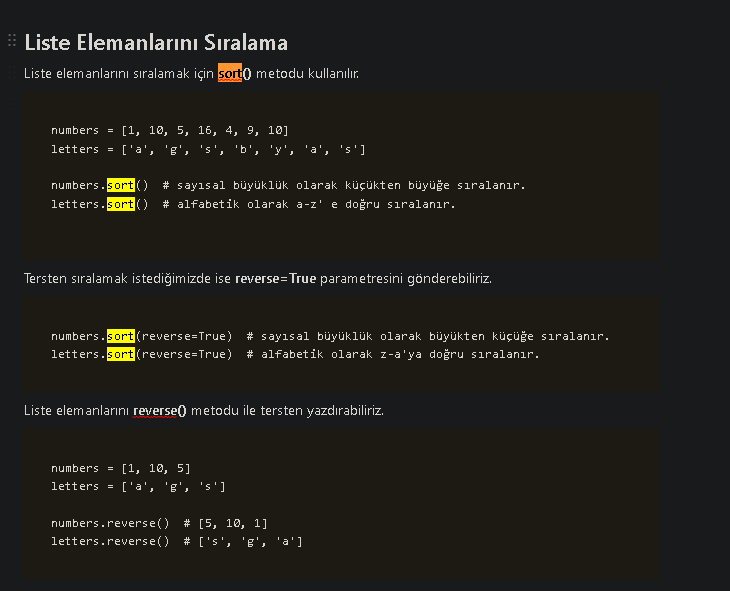 Liste Elemanlarını Sıralama
Liste elemanlarını sıralamak için sort() metodu kullanılır.
numbers = [1, 10, 5, 16, 4, 9, 10]
letters = ['a', 'g', 's', 'b', 'y', 'a', 's']
numbers.sort()  # sayısal büyüklük olarak küçükten büyüğe sıralanır.
letters.sort()  # alfabetik olarak a-z' e doğru sıralanır.
Tersten sıralamak istediğimizde ise reverse=True parametresini gönderebiliriz.
numbers.sort(reverse=True)  # sayısal büyüklük olarak büyükten küçüğe sıralanır.
letters.sort(reverse=True)  # alfabetik olarak z-a'ya doğru sıralanır.
Liste elemanlarını reverse() metodu ile tersten yazdırabiliriz.
numbers = [1, 10, 5]
letters = ['a', 'g', 's']
numbers.reverse()  # [5, 10, 1]
letters.reverse()  # ['s', 'g', 'a']